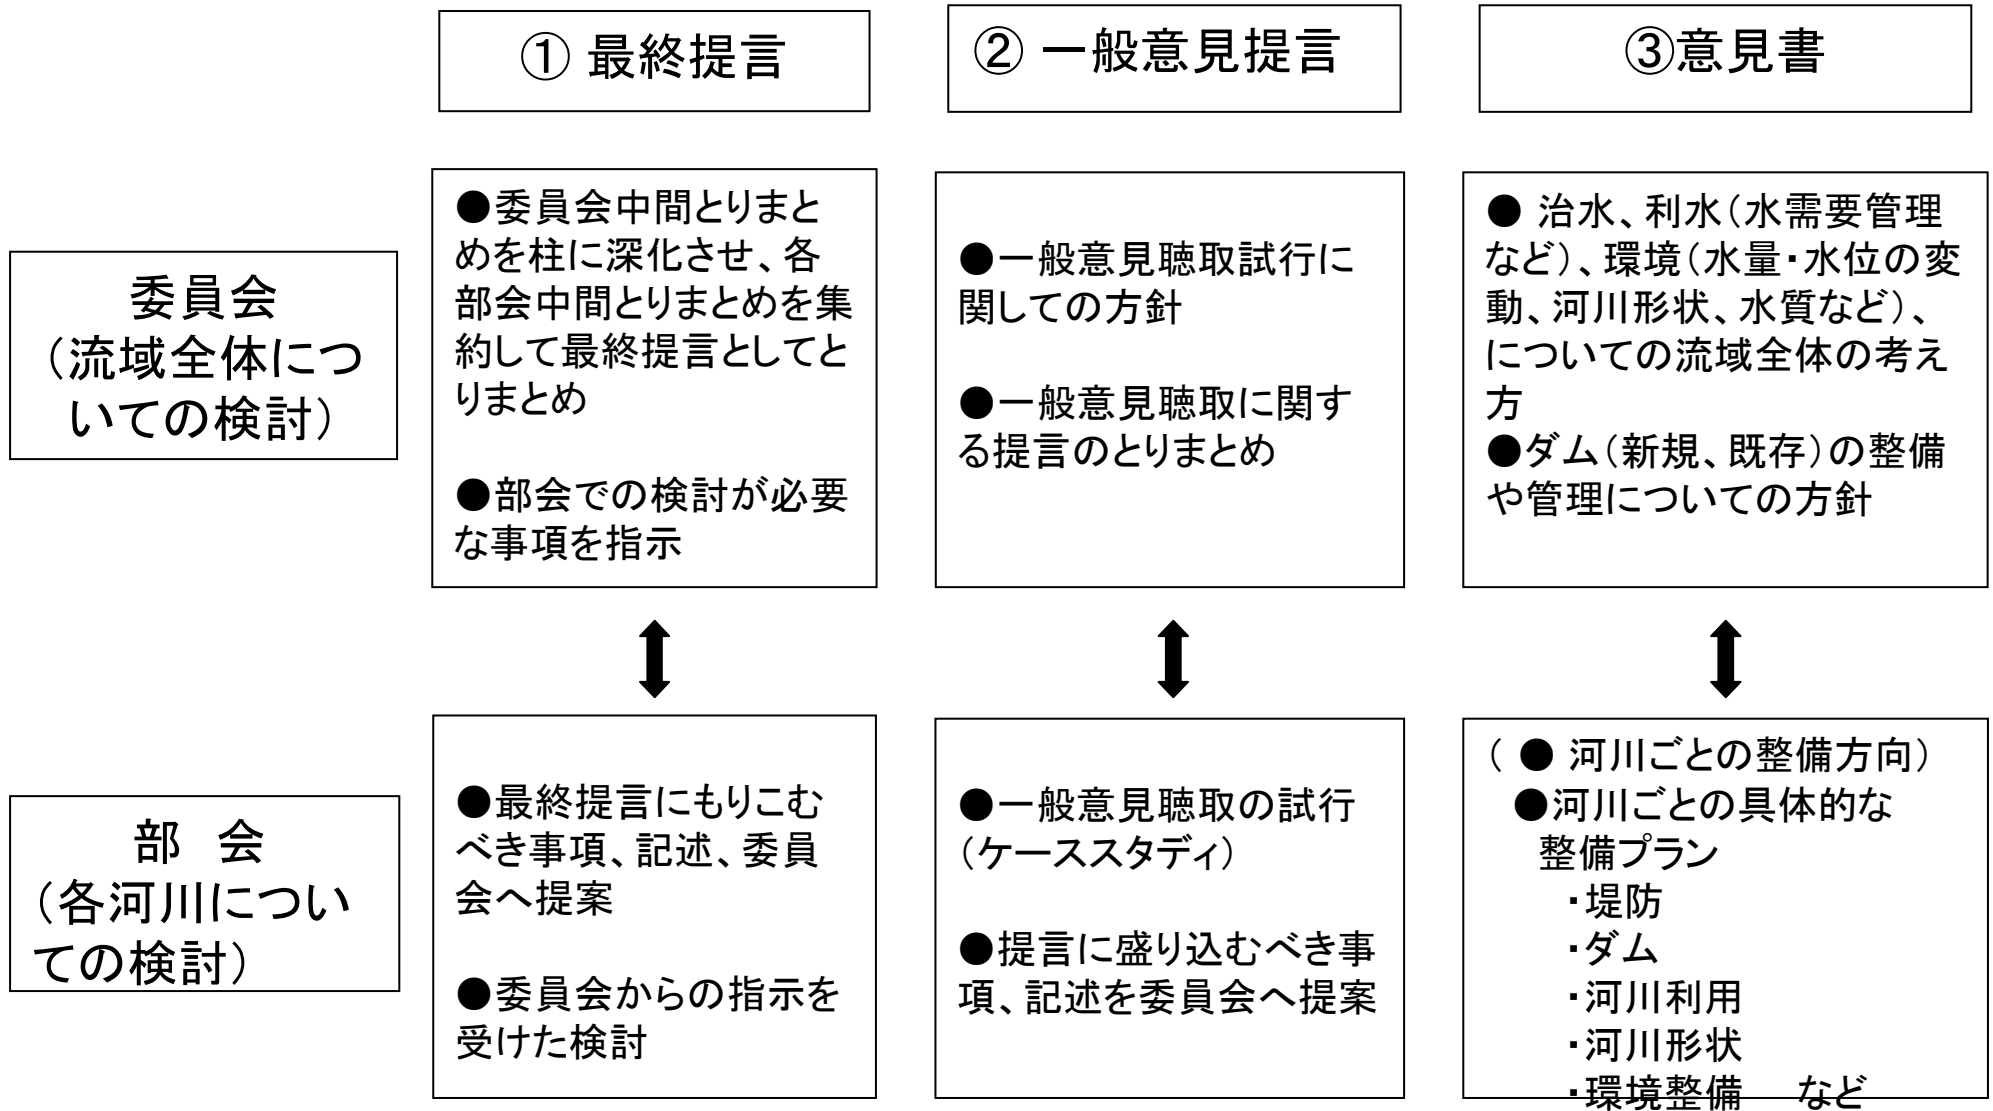 ① 最終提言
② 一般意見提言
③意見書
委員会
（流域全体につ
いての検討）
●委員会中間とりまと
めを柱に深化させ、各
部会中間とりまとめを集
約して最終提言としてと
りまとめ
●部会での検討が必要
な事項を指示
●一般意見聴取試行に
関しての方針
●一般意見聴取に関す
る提言のとりまとめ
● 治水、利水（水需要管理
など）、環境（水量・水位の変
動、河川形状、水質など）、
についての流域全体の考え
方
●ダム（新規、既存）の整備
や管理についての方針
部　会
（各河川につい
ての検討）
●最終提言にもりこむ
べき事項、記述、委員
会へ提案
●委員会からの指示を
受けた検討
●一般意見聴取の試行
（ケーススタディ）
●提言に盛り込むべき事
項、記述を委員会へ提案
（ ● 河川ごとの整備方向）
●河川ごとの具体的な
整備プラン
・堤防
・ダム
・河川利用
・河川形状
・環境整備　など